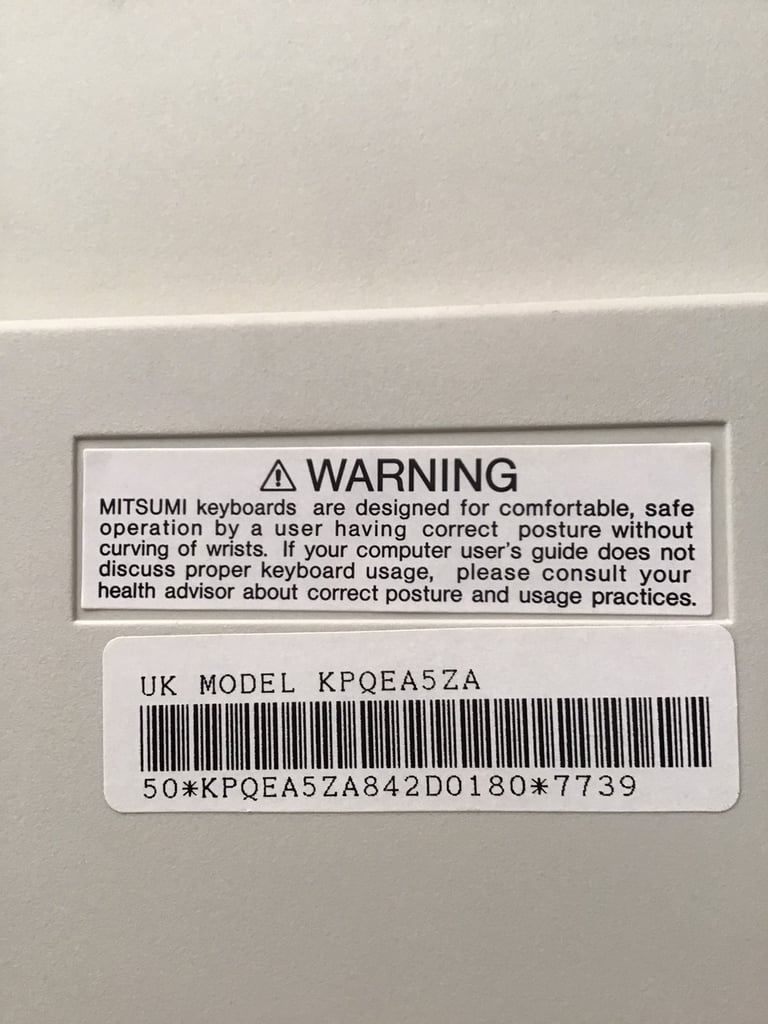 ⚠ WARNING
MITSUMI keyboards are designed for comfortable, safe
operation by a user having correct posture without
curving of wrists. If your computer user's guide does not
discuss proper keyboard usage, please consult your
health advisor about correct posture and usage practices.
UK MODEL KPQEA5ZA
50*KPQEA5ZA842D0180*7739